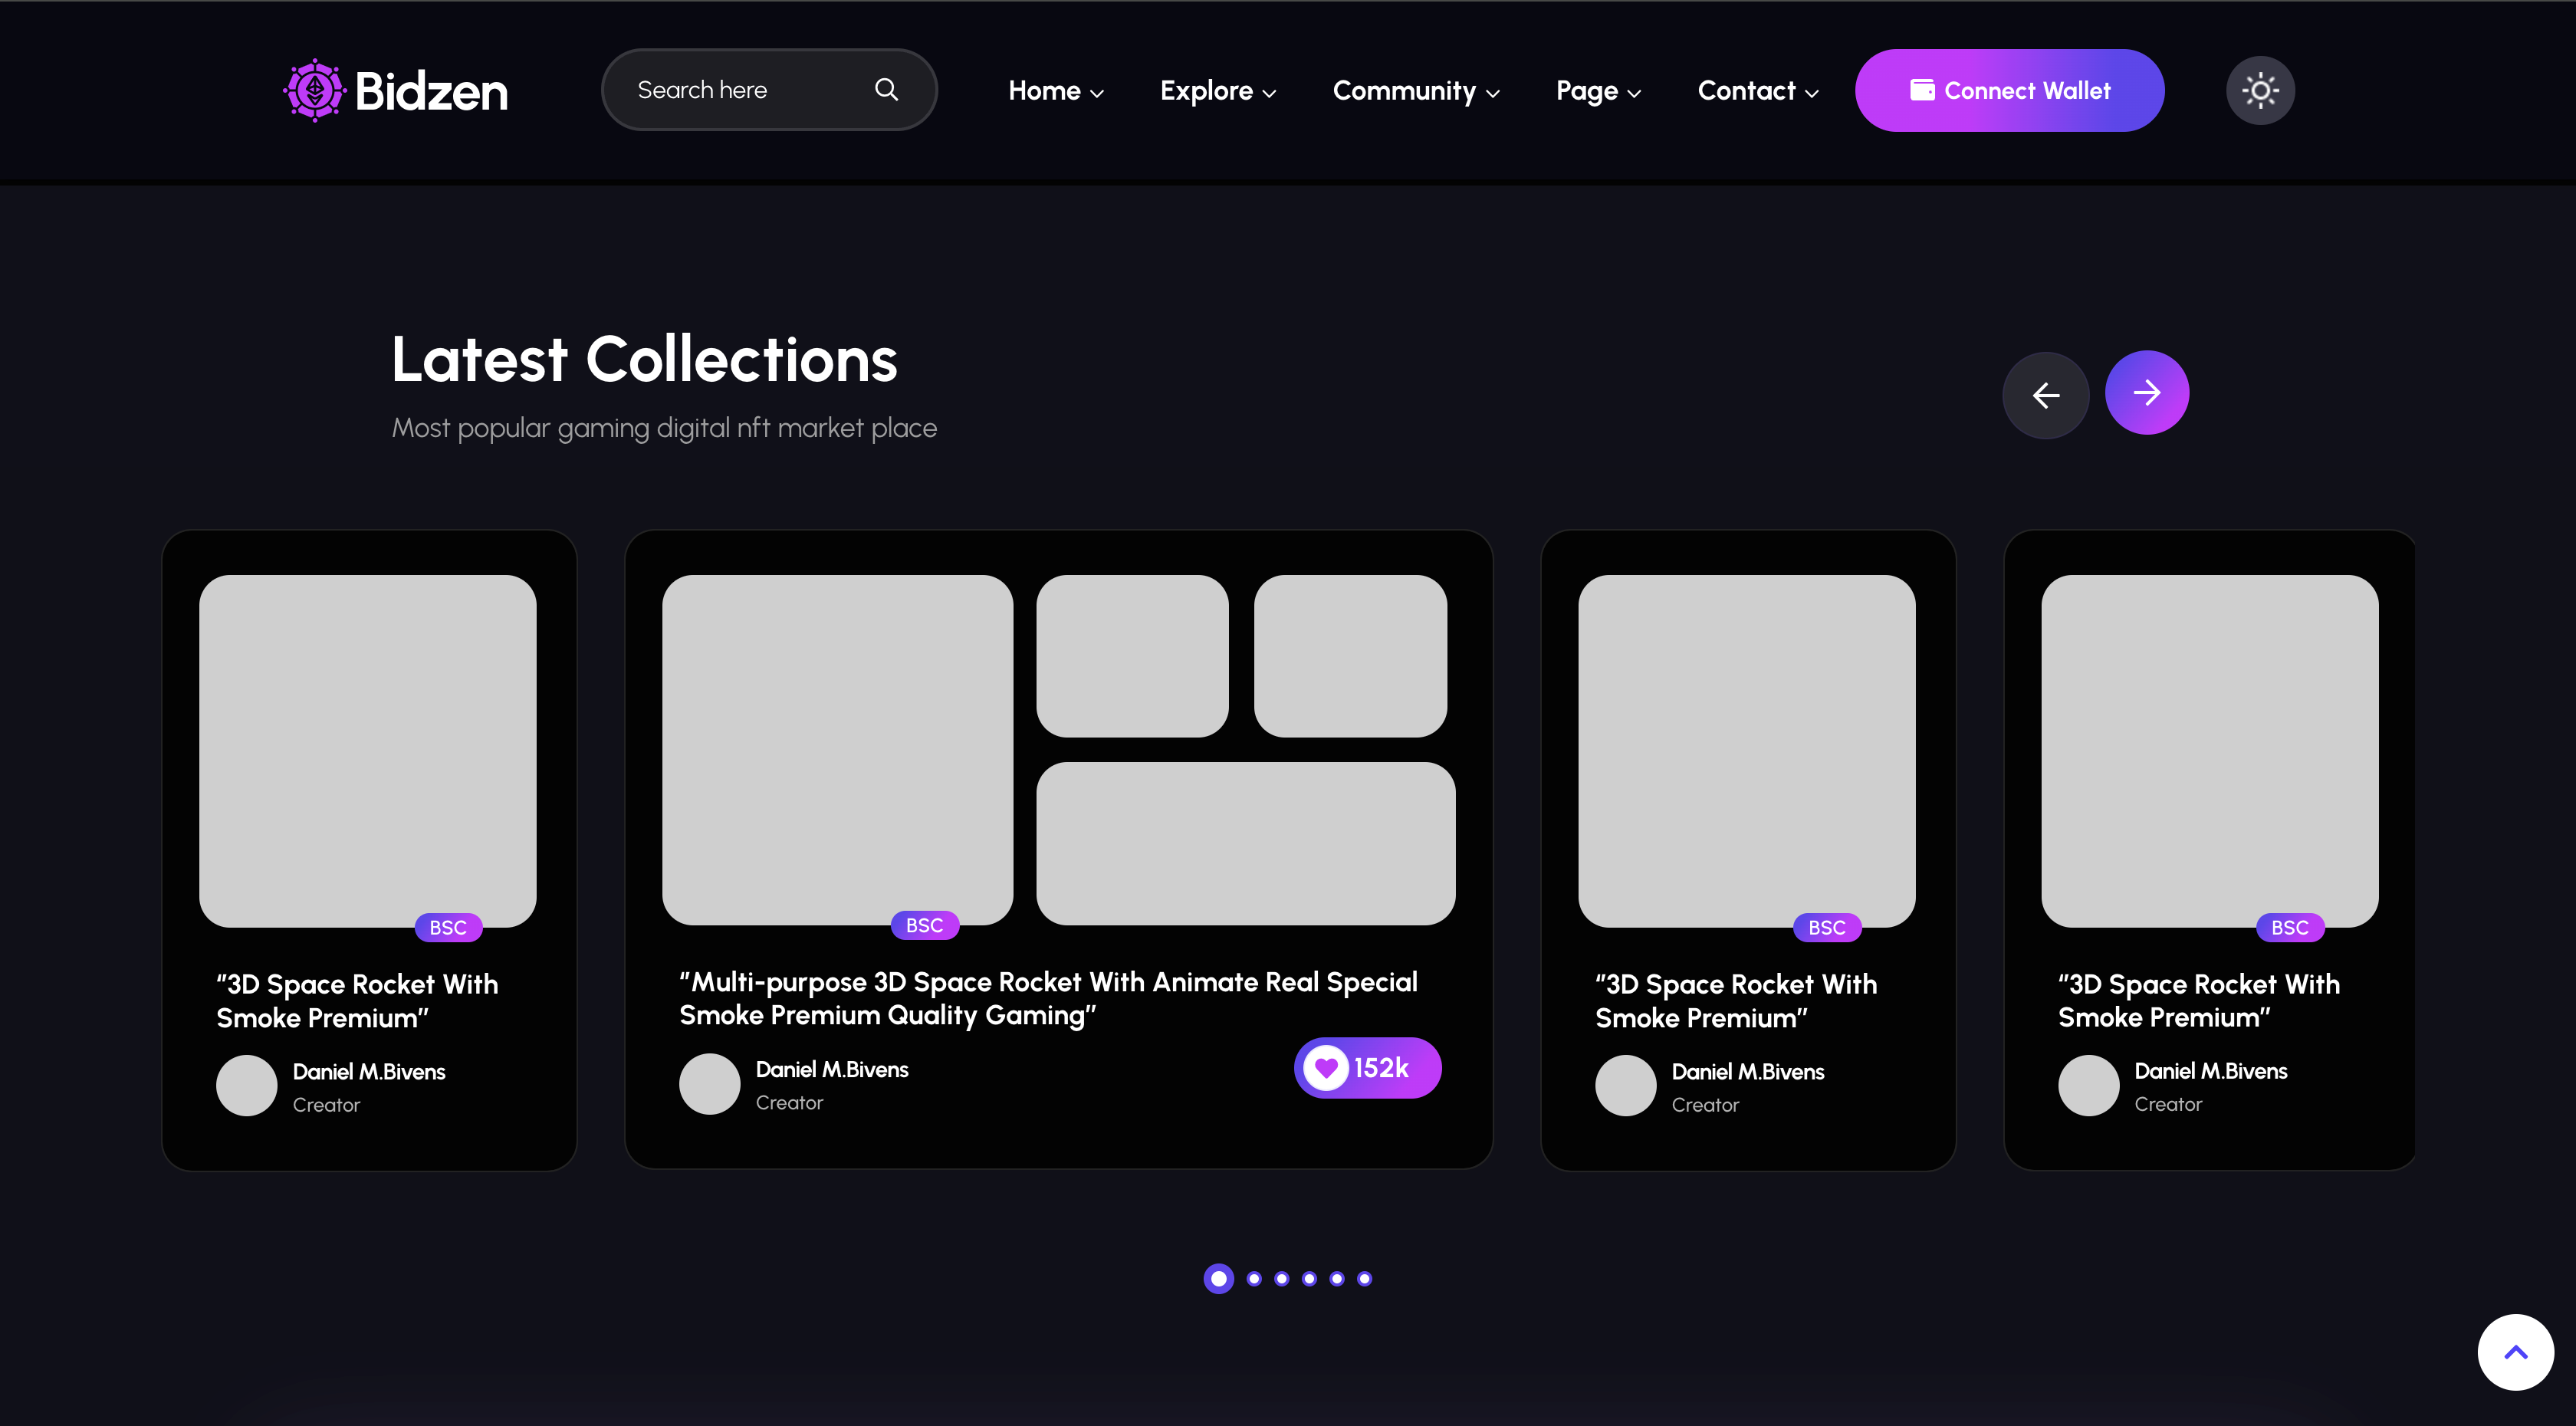 Bidzen
Search here
Home
Explore
Community
Page
Contact
Connect Wallet
Latest Collections
Most popular gaming digital nft market place
BSC
"3D Space Rocket With
Smoke Premium"
Daniel M.Bivens
Creator
BSC
"Multi-purpose 3D Space Rocket With Animate Real Special
Smoke Premium Quality Gaming"
Daniel M.Bivens
Creator
152k
BSC
"3D Space Rocket With
Smoke Premium"
Daniel M.Bivens
Creator
BSC
"3D Space Rocket With
Smoke Premium"
Daniel M.Bivens
Creator